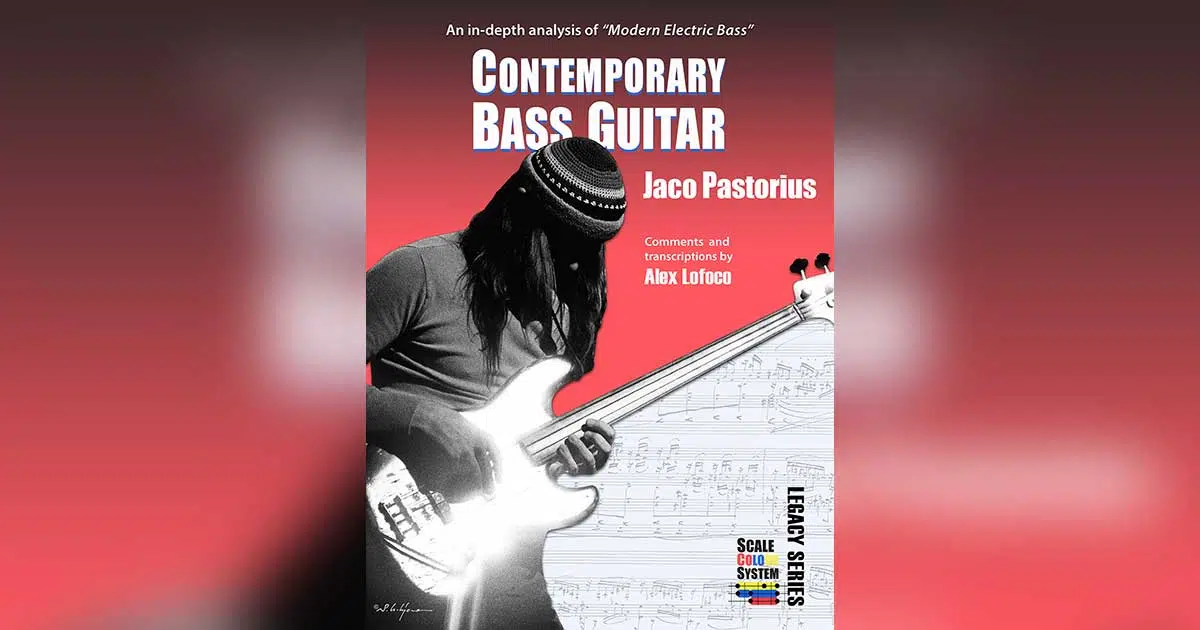 An in-depth analysis of “Modern Electric Bass”
CONTEMPORARY
BASS GUITAR
Jaco Pastorius
Comments and
transcriptions by
Alex Lofoco
LEGACY SERIES
SCALE
COLOUR
SYSTEM